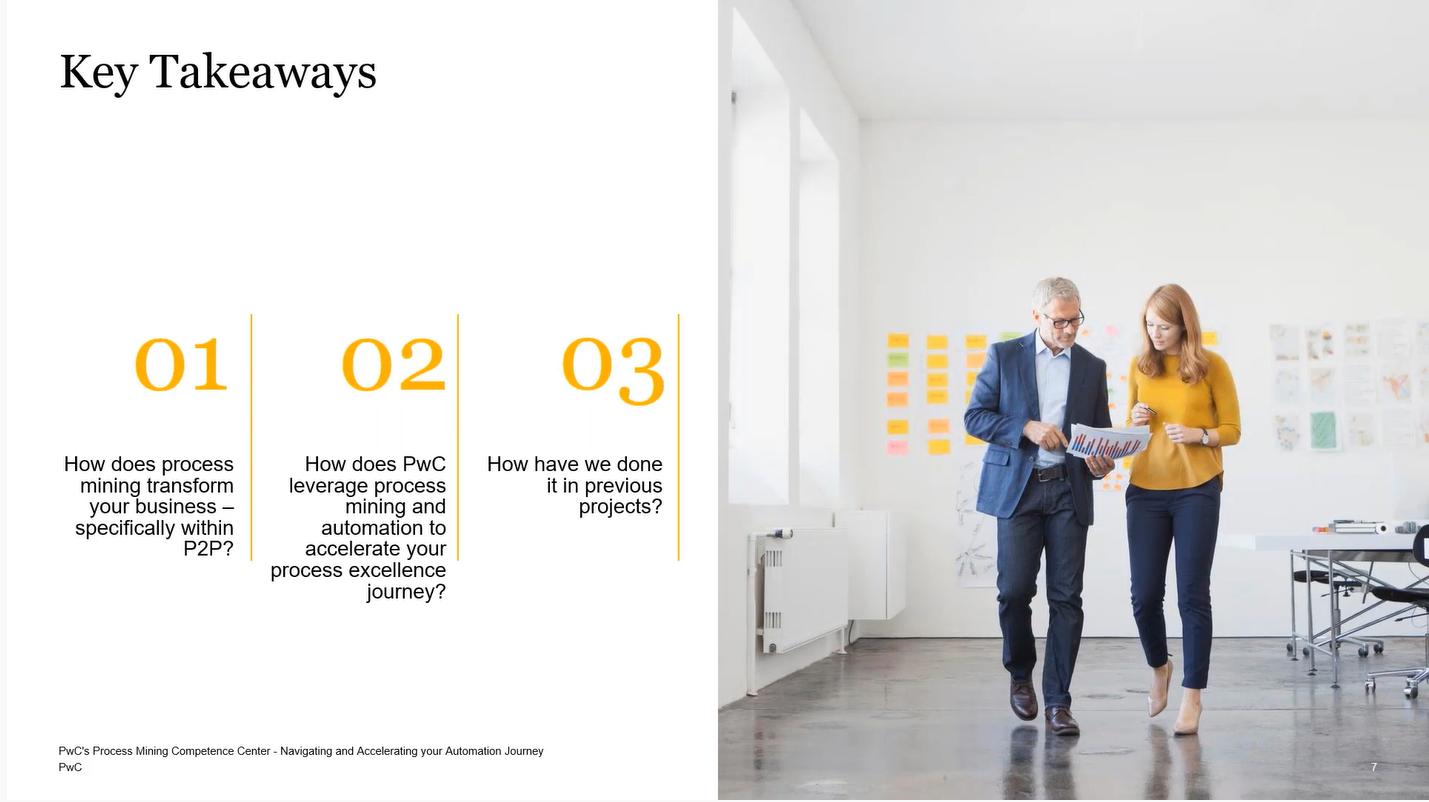 Key Takeaways
01
How does process
mining transform
your business –
specifically within
P2P?
02
How does PwC
leverage process
mining and
automation to
accelerate your
process excellence
journey?
03
How have we done
it in previous
projects?
PwC's Process Mining Competence Center - Navigating and Accelerating your Automation Journey
PwC
7